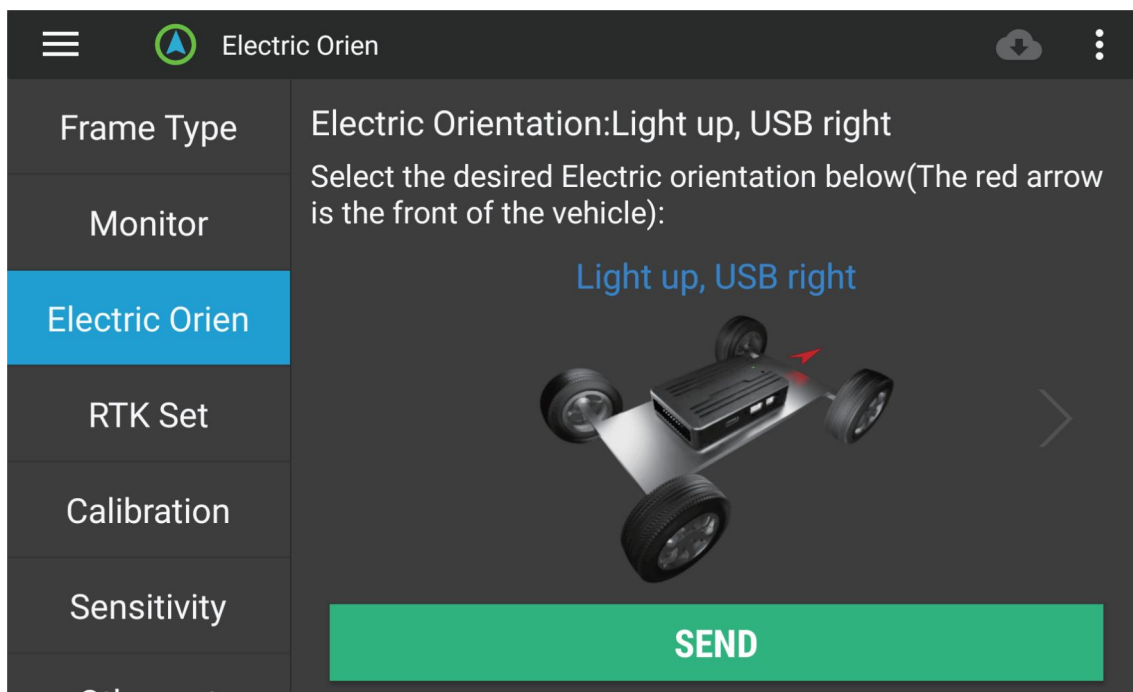 Electric Orien
Frame Type
Monitor
Electric Orien
RTK Set
Calibration
Sensitivity
Electric Orientation:Light up, USB right
Select the desired Electric orientation below(The red arrow
is the front of the vehicle):
Light up, USB right
SEND